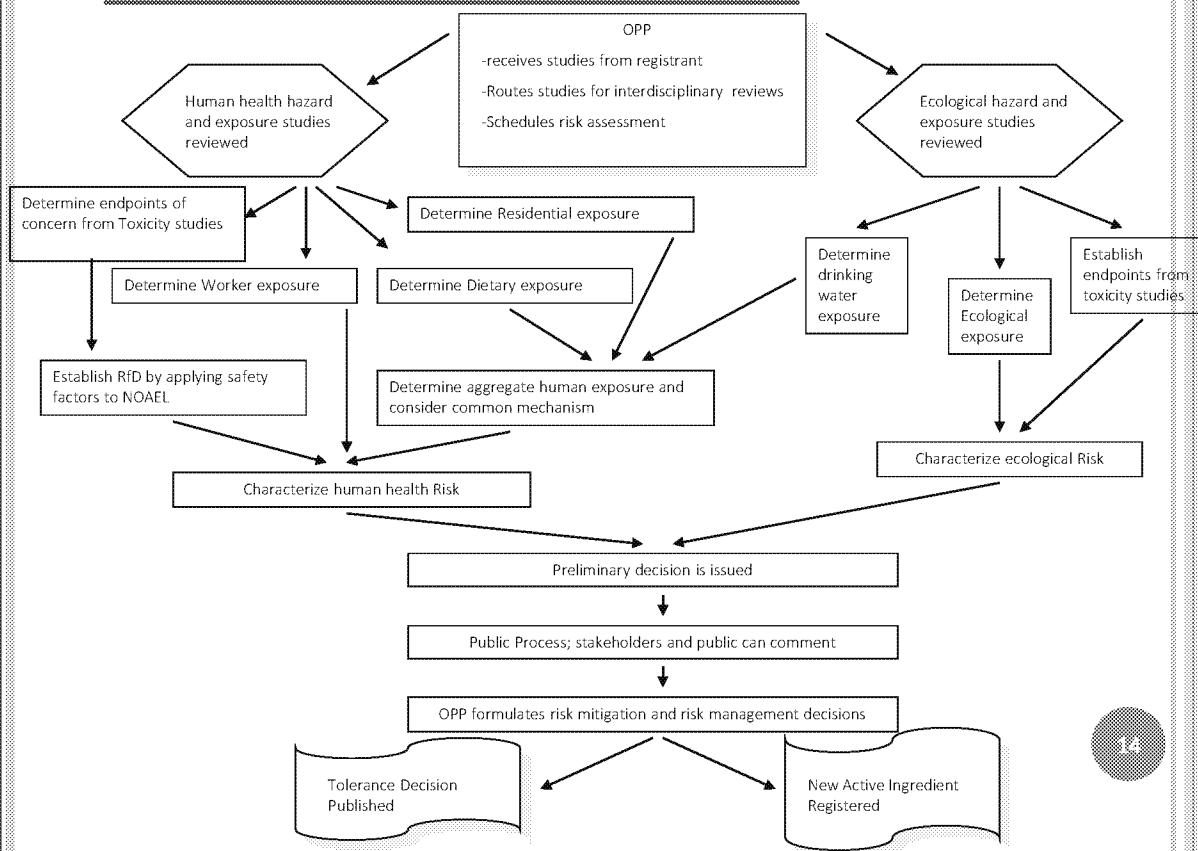 OPP
-receives studies from registrant
-Routes studies for interdisciplinary reviews
-Schedules risk assessment
Human health hazard
and exposure studies
reviewed
Ecological hazard and
exposure studies
reviewed
Determine endpoints of
concern from Toxicity studies
Determine Residential exposure
Determine Worker exposure
Determine Dietary exposure
Determine
drinking
water
exposure
Determine
Ecological
exposure
Establish
endpoints from
toxicity studies
Establish RfD by applying safety
factors to NOAEL
Determine aggregate human exposure and
consider common mechanism
Characterize human health Risk
Characterize ecological Risk
Preliminary decision is issued
Public Process; stakeholders and public can comment
OPP formulates risk mitigation and risk management decisions
Tolerance Decision
Published
New Active Ingredient
Registered
14